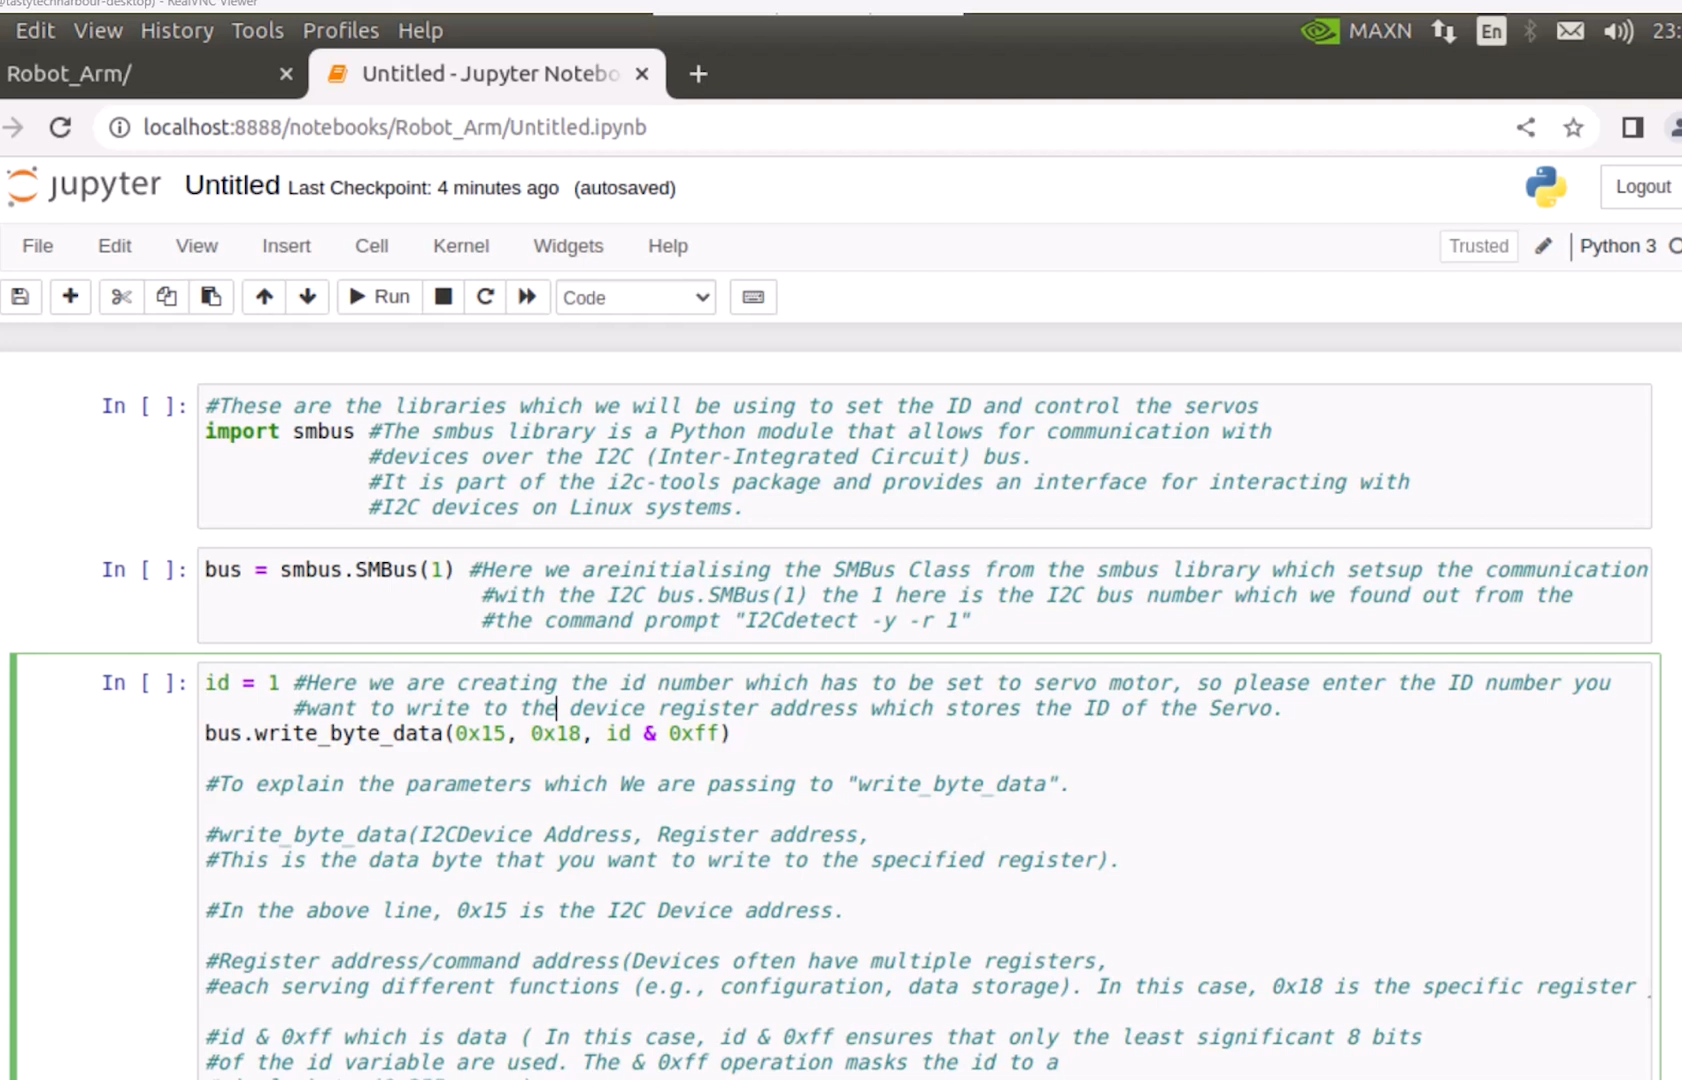 @tastytechharbour-desktop) - RealVNC Viewer
Edit View History Tools Profiles Help MAXN En 23:
Robot_Arm/ × Untitled - Jupyter Notebo × +
localhost:8888/notebooks/Robot_Arm/Untitled.ipynb
jupyter Untitled Last Checkpoint: 4 minutes ago (autosaved) Logout
File Edit View Insert Cell Kernel Widgets Help Trusted Python 3
Run Code
In [ ]: #These are the libraries which we will be using to set the ID and control the servos
import smbus #The smbus library is a Python module that allows for communication with
#devices over the I2C (Inter-Integrated Circuit) bus.
#It is part of the i2c-tools package and provides an interface for interacting with
#I2C devices on Linux systems.
In [ ]: bus = smbus.SMBus(1) #Here we areinitialising the SMBus Class from the smbus library which setsup the communication
#with the I2C bus.SMBus(1) the 1 here is the I2C bus number which we found out from the
#the command prompt "I2Cdetect -y -r 1"
In [ ]: id = 1 #Here we are creating the id number which has to be set to servo motor, so please enter the ID number you
#want to write to the device register address which stores the ID of the Servo.
bus.write_byte_data(0x15, 0x18, id & 0xff)
#To explain the parameters which We are passing to "write_byte_data".
#write_byte_data(I2CDevice Address, Register address,
#This is the data byte that you want to write to the specified register).
#In the above line, 0x15 is the I2C Device address.
#Register address/command address(Devices often have multiple registers,
#each serving different functions (e.g., configuration, data storage). In this case, 0x18 is the specific register
#id & 0xff which is data ( In this case, id & 0xff ensures that only the least significant 8 bits
#of the id variable are used. The & 0xff operation masks the id to a